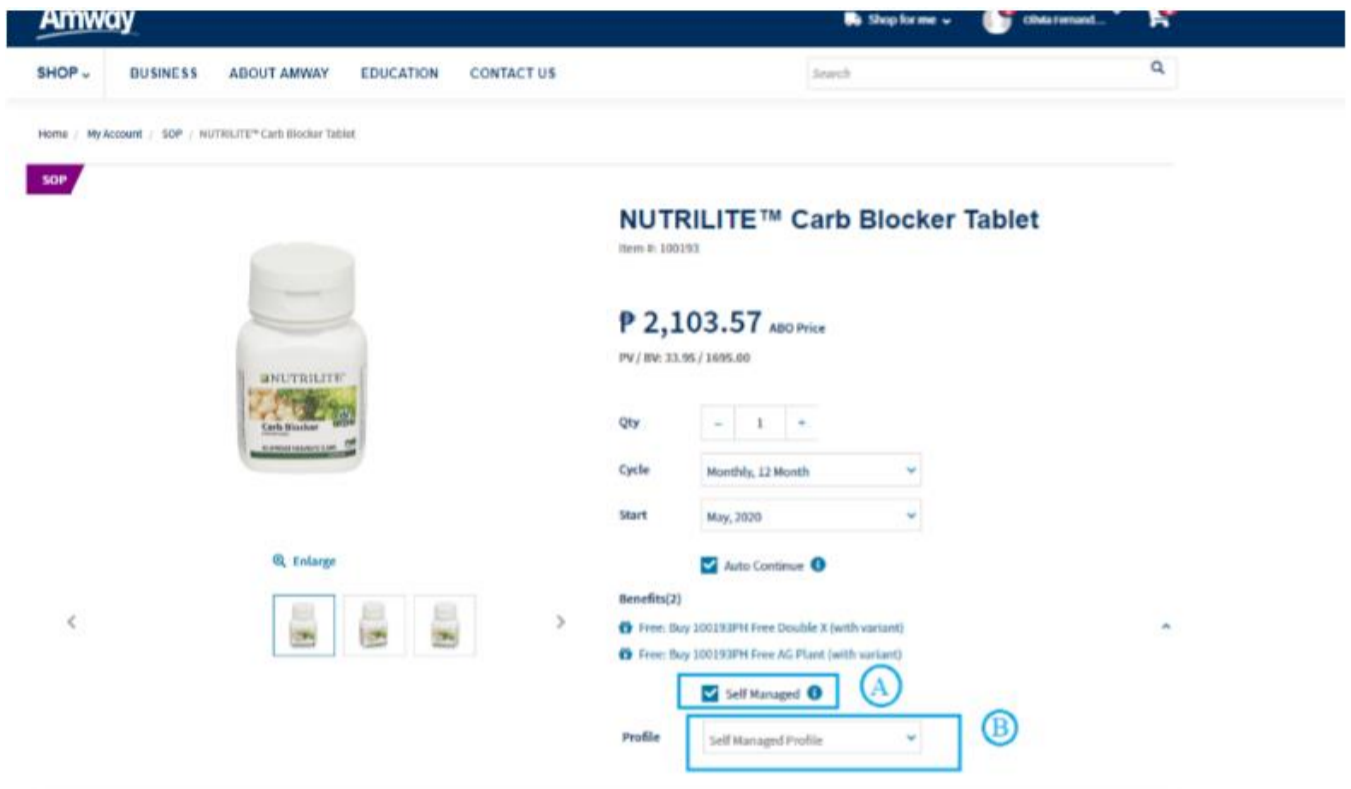 Amway
Shop for me
SHOP BUSINESS ABOUT AMWAY EDUCATION CONTACT US Search
Home / My Account / SOP / NUTRILITE™ Carb Blocker Tablet
SOP
NUTRILITE™ Carb Blocker Tablet
Item #: 100193
₱ 2,103.57 ABO Price
PV / BV: 33.95 / 1695.00
NUTRILITE
Carb Blocker
Qty - 1 +
Cycle Monthly, 12 Month
Start May, 2020
Enlarge
Auto Continue
Benefits(2)
Free: Buy 100193PH Free Double X (with variant)
Free: Buy 100193PH Free AG Plant (with variant)
Self Managed A
Profile Self Managed Profile B